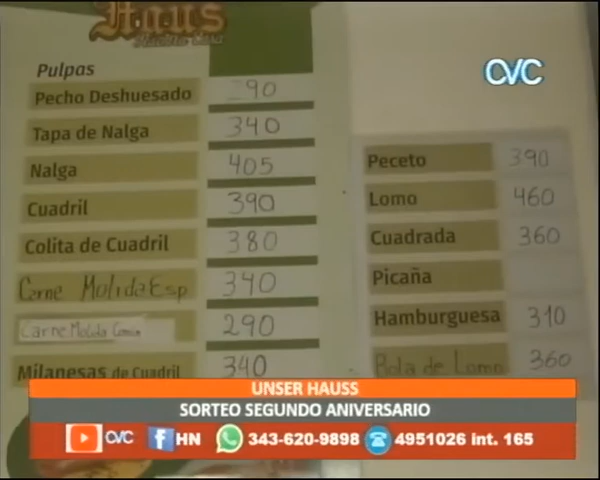 Haus
CVC
Pulpas
Pecho Deshuesado 290
Tapa de Nalga 340
Nalga 405
Cuadril 390
Colita de Cuadril 380
Carne Molida Esp 340
Carne Molida Común 290
Milanesas de Cuadril 340
Peceto 390
Lomo 460
Cuadrada 360
Picaña
Hamburguesa 310
Bola de Lomo 360
UNSER HAUSS
SORTEO SEGUNDO ANIVERSARIO
CVC HN 343-620-9898 4951026 int. 165